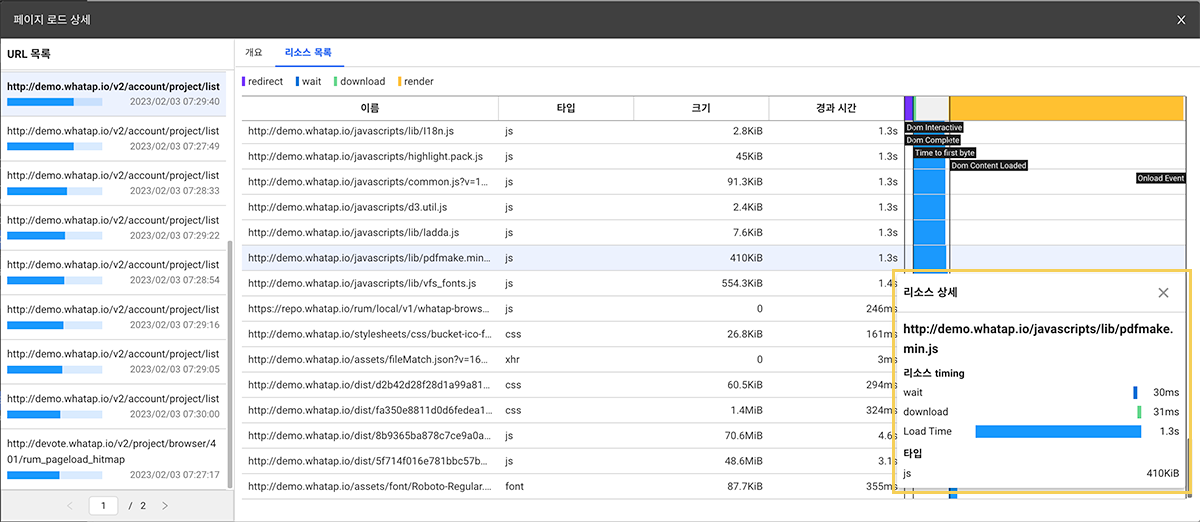 페이지 로드 상세
URL 목록
http://demo.whatap.io/v2/account/project/list
2023/02/03 07:29:40
http://demo.whatap.io/v2/account/project/list
2023/02/03 07:27:49
http://demo.whatap.io/v2/account/project/list
2023/02/03 07:28:33
http://demo.whatap.io/v2/account/project/list
2023/02/03 07:29:22
http://demo.whatap.io/v2/account/project/list
2023/02/03 07:28:54
http://demo.whatap.io/v2/account/project/list
2023/02/03 07:29:16
http://demo.whatap.io/v2/account/project/list
2023/02/03 07:29:05
http://demo.whatap.io/v2/account/project/list
2023/02/03 07:30:00
http://devote.whatap.io/v2/project/browser/4
01/rum_pageload_hitmap
2023/02/03 07:27:17
1 / 2
개요 리소스 목록
redirect wait download render
이름 타입 크기 경과 시간
http://demo.whatap.io/javascripts/lib/I18n.js js 2.8KiB 1.3s
http://demo.whatap.io/javascripts/highlight.pack.js js 45KiB 1.3s
http://demo.whatap.io/javascripts/common.js?v=1... js 91.3KiB 1.3s
http://demo.whatap.io/javascripts/d3.util.js js 2.4KiB 1.3s
http://demo.whatap.io/javascripts/lib/ladda.js js 7.6KiB 1.3s
http://demo.whatap.io/javascripts/lib/pdfmake.min... js 410KiB 1.3s
http://demo.whatap.io/javascripts/lib/vfs_fonts.js js 554.3KiB 1.4s
https://repo.whatap.io/rum/local/v1/whatap-brows... js 0 246ms
http://demo.whatap.io/stylesheets/css/bucket-ico-f... css 26.8KiB 161ms
http://demo.whatap.io/assets/fileMatch.json?v=16... xhr 0 3ms
http://demo.whatap.io/dist/d2b42d28f28d1a99a81... css 60.5KiB 294ms
http://demo.whatap.io/dist/fa350e8811d0d6fedea1... css 1.4MiB 324ms
http://demo.whatap.io/dist/8b9365ba878c7ce9a0a... js 70.6MiB 4.6s
http://demo.whatap.io/dist/5f714f016e781bbc57b... js 48.6MiB 3.1s
http://demo.whatap.io/assets/font/Roboto-Regular.... font 87.7KiB 355ms
Dom Interactive
Dom Complete
Time to first byte
Dom Content Loaded
Onload Event
리소스 상세
http://demo.whatap.io/javascripts/lib/pdfmake.
min.js
리소스 timing
wait 30ms
download 31ms
Load Time 1.3s
타입
js 410KiB